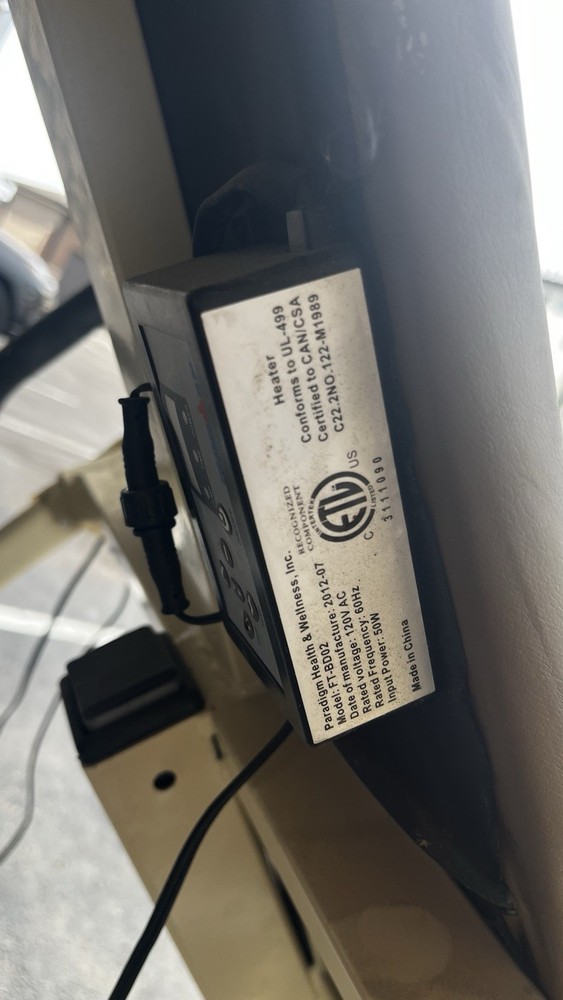 Heater
Conforms to UL-499
Certified to CAN/CSA
C22.2NO.122-M1989
RECOGNIZED
COMPONENT
ETL
C US
LISTED
3111090
Paradigm Health & Wellness, Inc.
Model: FT-BD02
Date of manufacture: 2012-07
Rated voltage: 120V AC
Rated Frequency: 60Hz
Input Power: 50W
Made in China